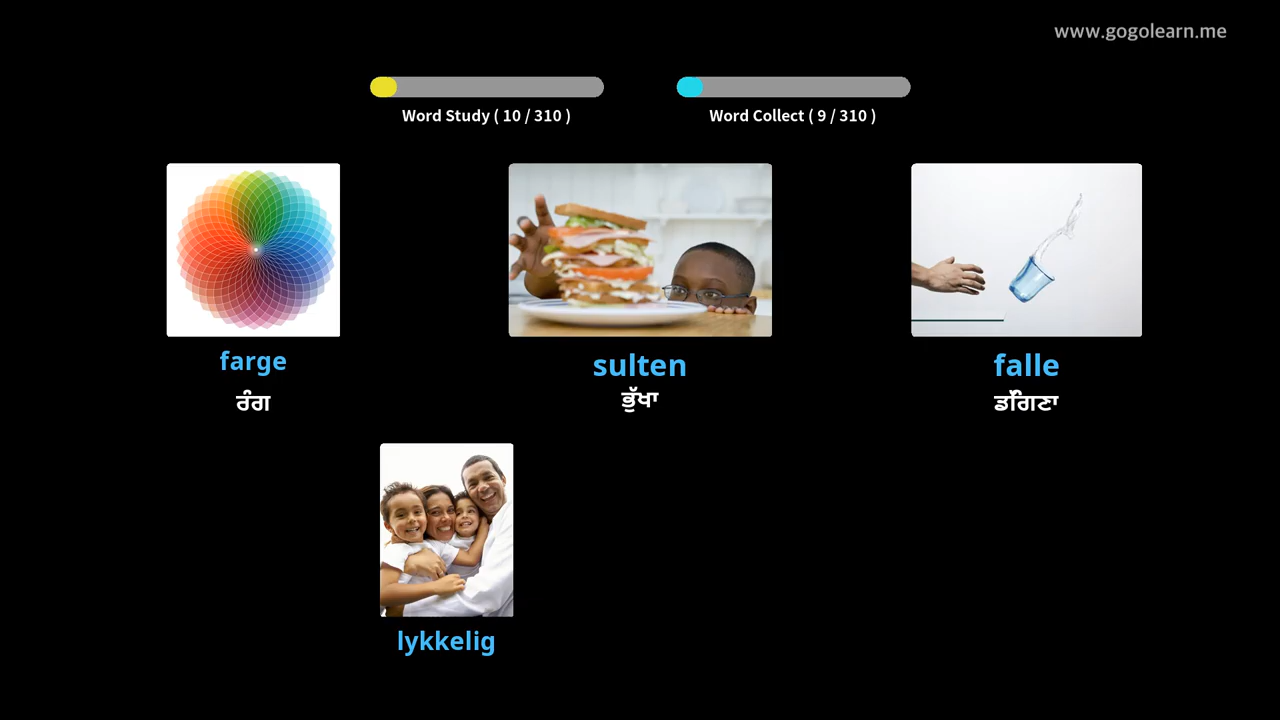 www.gogolearn.me
Word Study ( 10 / 310 )
Word Collect ( 9 / 310 )
farge
sulten
falle
ਰੰਗ
ਭੁੱਖਾ
ਡਿੱਗਣਾ
lykkelig